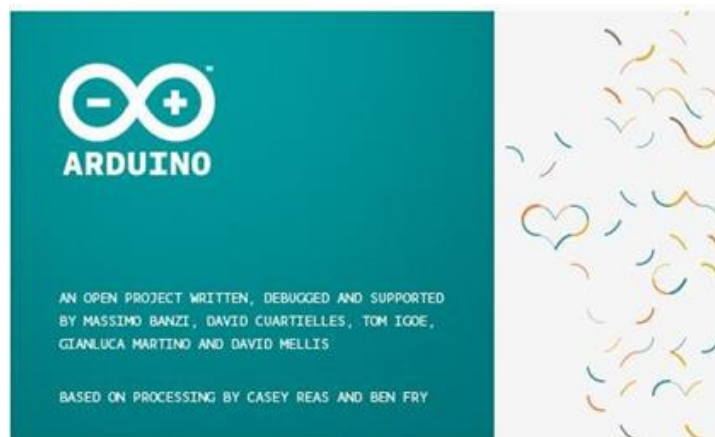 ARDUINO
AN OPEN PROJECT WRITTEN, DEBUGGED AND SUPPORTED
BY MASSIMO BANZI, DAVID CUARTIELLES, TOM IGOE,
GIANLUCA MARTINO AND DAVID MELLIS
BASED ON PROCESSING BY CASEY REAS AND BEN FRY